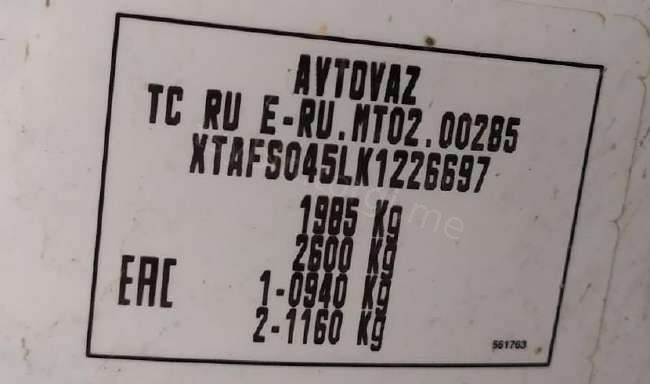 AVTOVAZ
TC RU E-RU.MT02.00285
XTAFS045LK1226697
1985 Kg
2600 Kg
EAC 1-0940 Kg
2-1160 Kg
561763